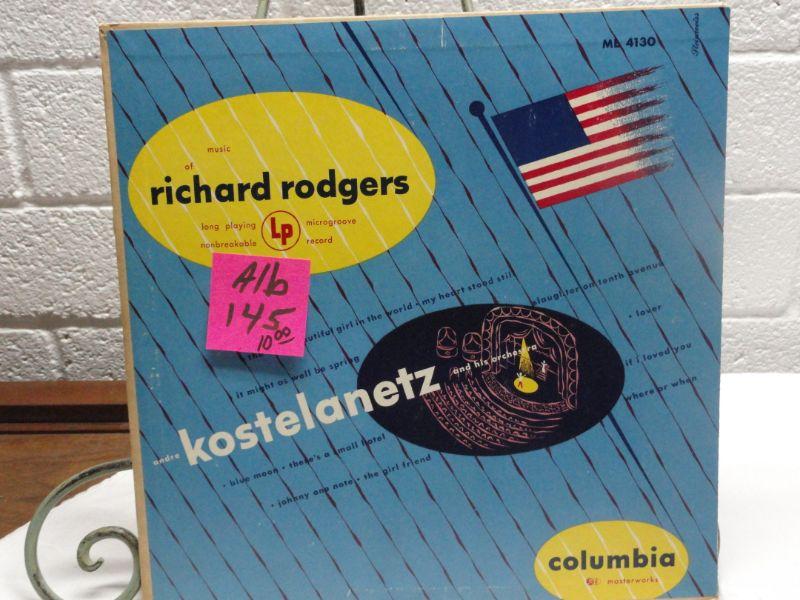 ML 4130
music
of
richard rodgers
long playing Lp microgroove
nonbreakable record
Alb
145
10 00
girl in the world • my heart stood still
slaughter on tenth avenue
• lover
it might as well be spring
if i loved you
where or when
andre kostelanetz and his orchestra
• blue moon • there's a small hotel
• johnny one note • the girl friend
columbia
masterworks